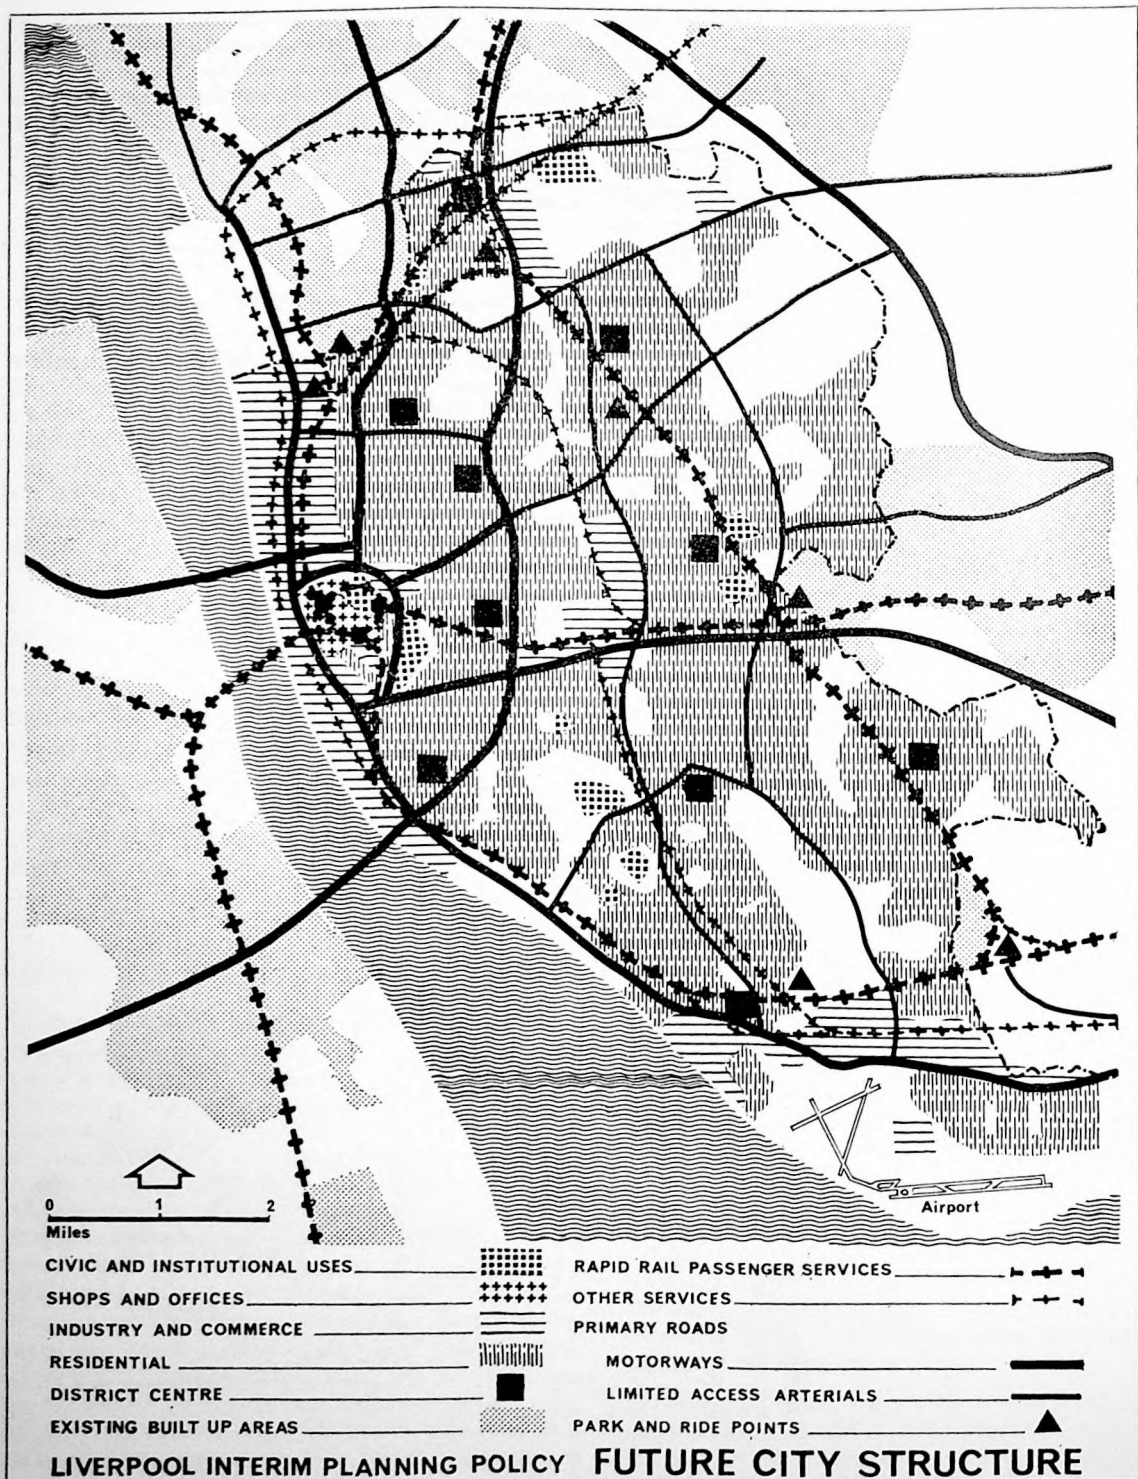 Airport
0 1 2
Miles
CIVIC AND INSTITUTIONAL USES
SHOPS AND OFFICES
INDUSTRY AND COMMERCE
RESIDENTIAL
DISTRICT CENTRE
EXISTING BUILT UP AREAS
RAPID RAIL PASSENGER SERVICES
OTHER SERVICES
PRIMARY ROADS
MOTORWAYS
LIMITED ACCESS ARTERIALS
PARK AND RIDE POINTS
LIVERPOOL INTERIM PLANNING POLICY FUTURE CITY STRUCTURE